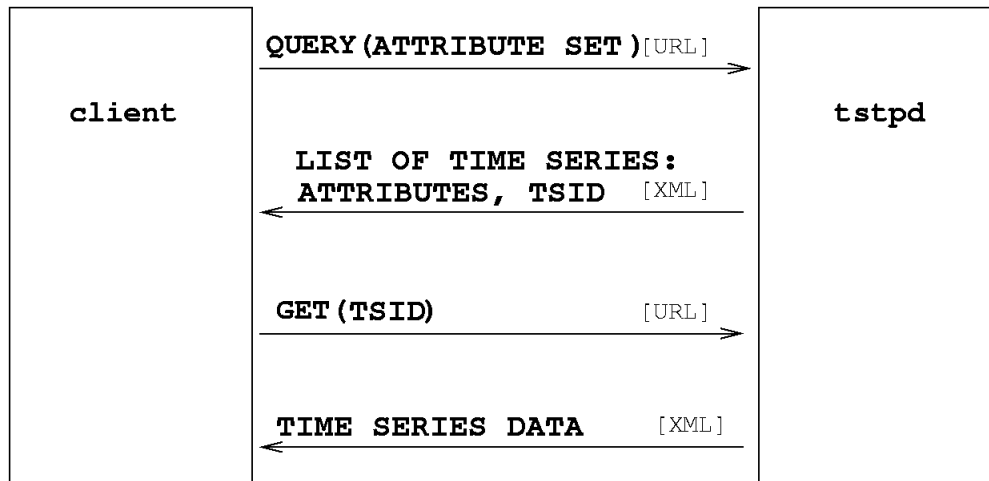 QUERY(ATTRIBUTE SET)[URL]
client
tstpd
LIST OF TIME SERIES:
ATTRIBUTES, TSID [XML]
GET(TSID) [URL]
TIME SERIES DATA [XML]